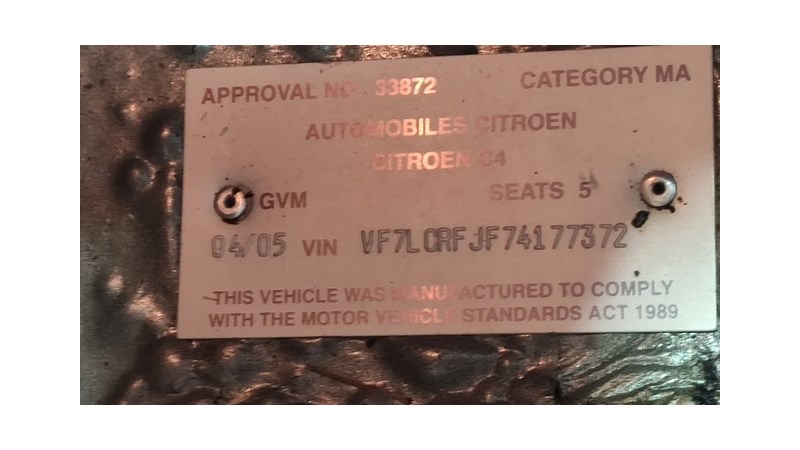 APPROVAL NO. 33872 CATEGORY MA
AUTOMOBILES CITROEN
CITROEN C4
GVM SEATS 5
04/05 VIN VF7LCRFJF74177372
THIS VEHICLE WAS MANUFACTURED TO COMPLY
WITH THE MOTOR VEHICLE STANDARDS ACT 1989